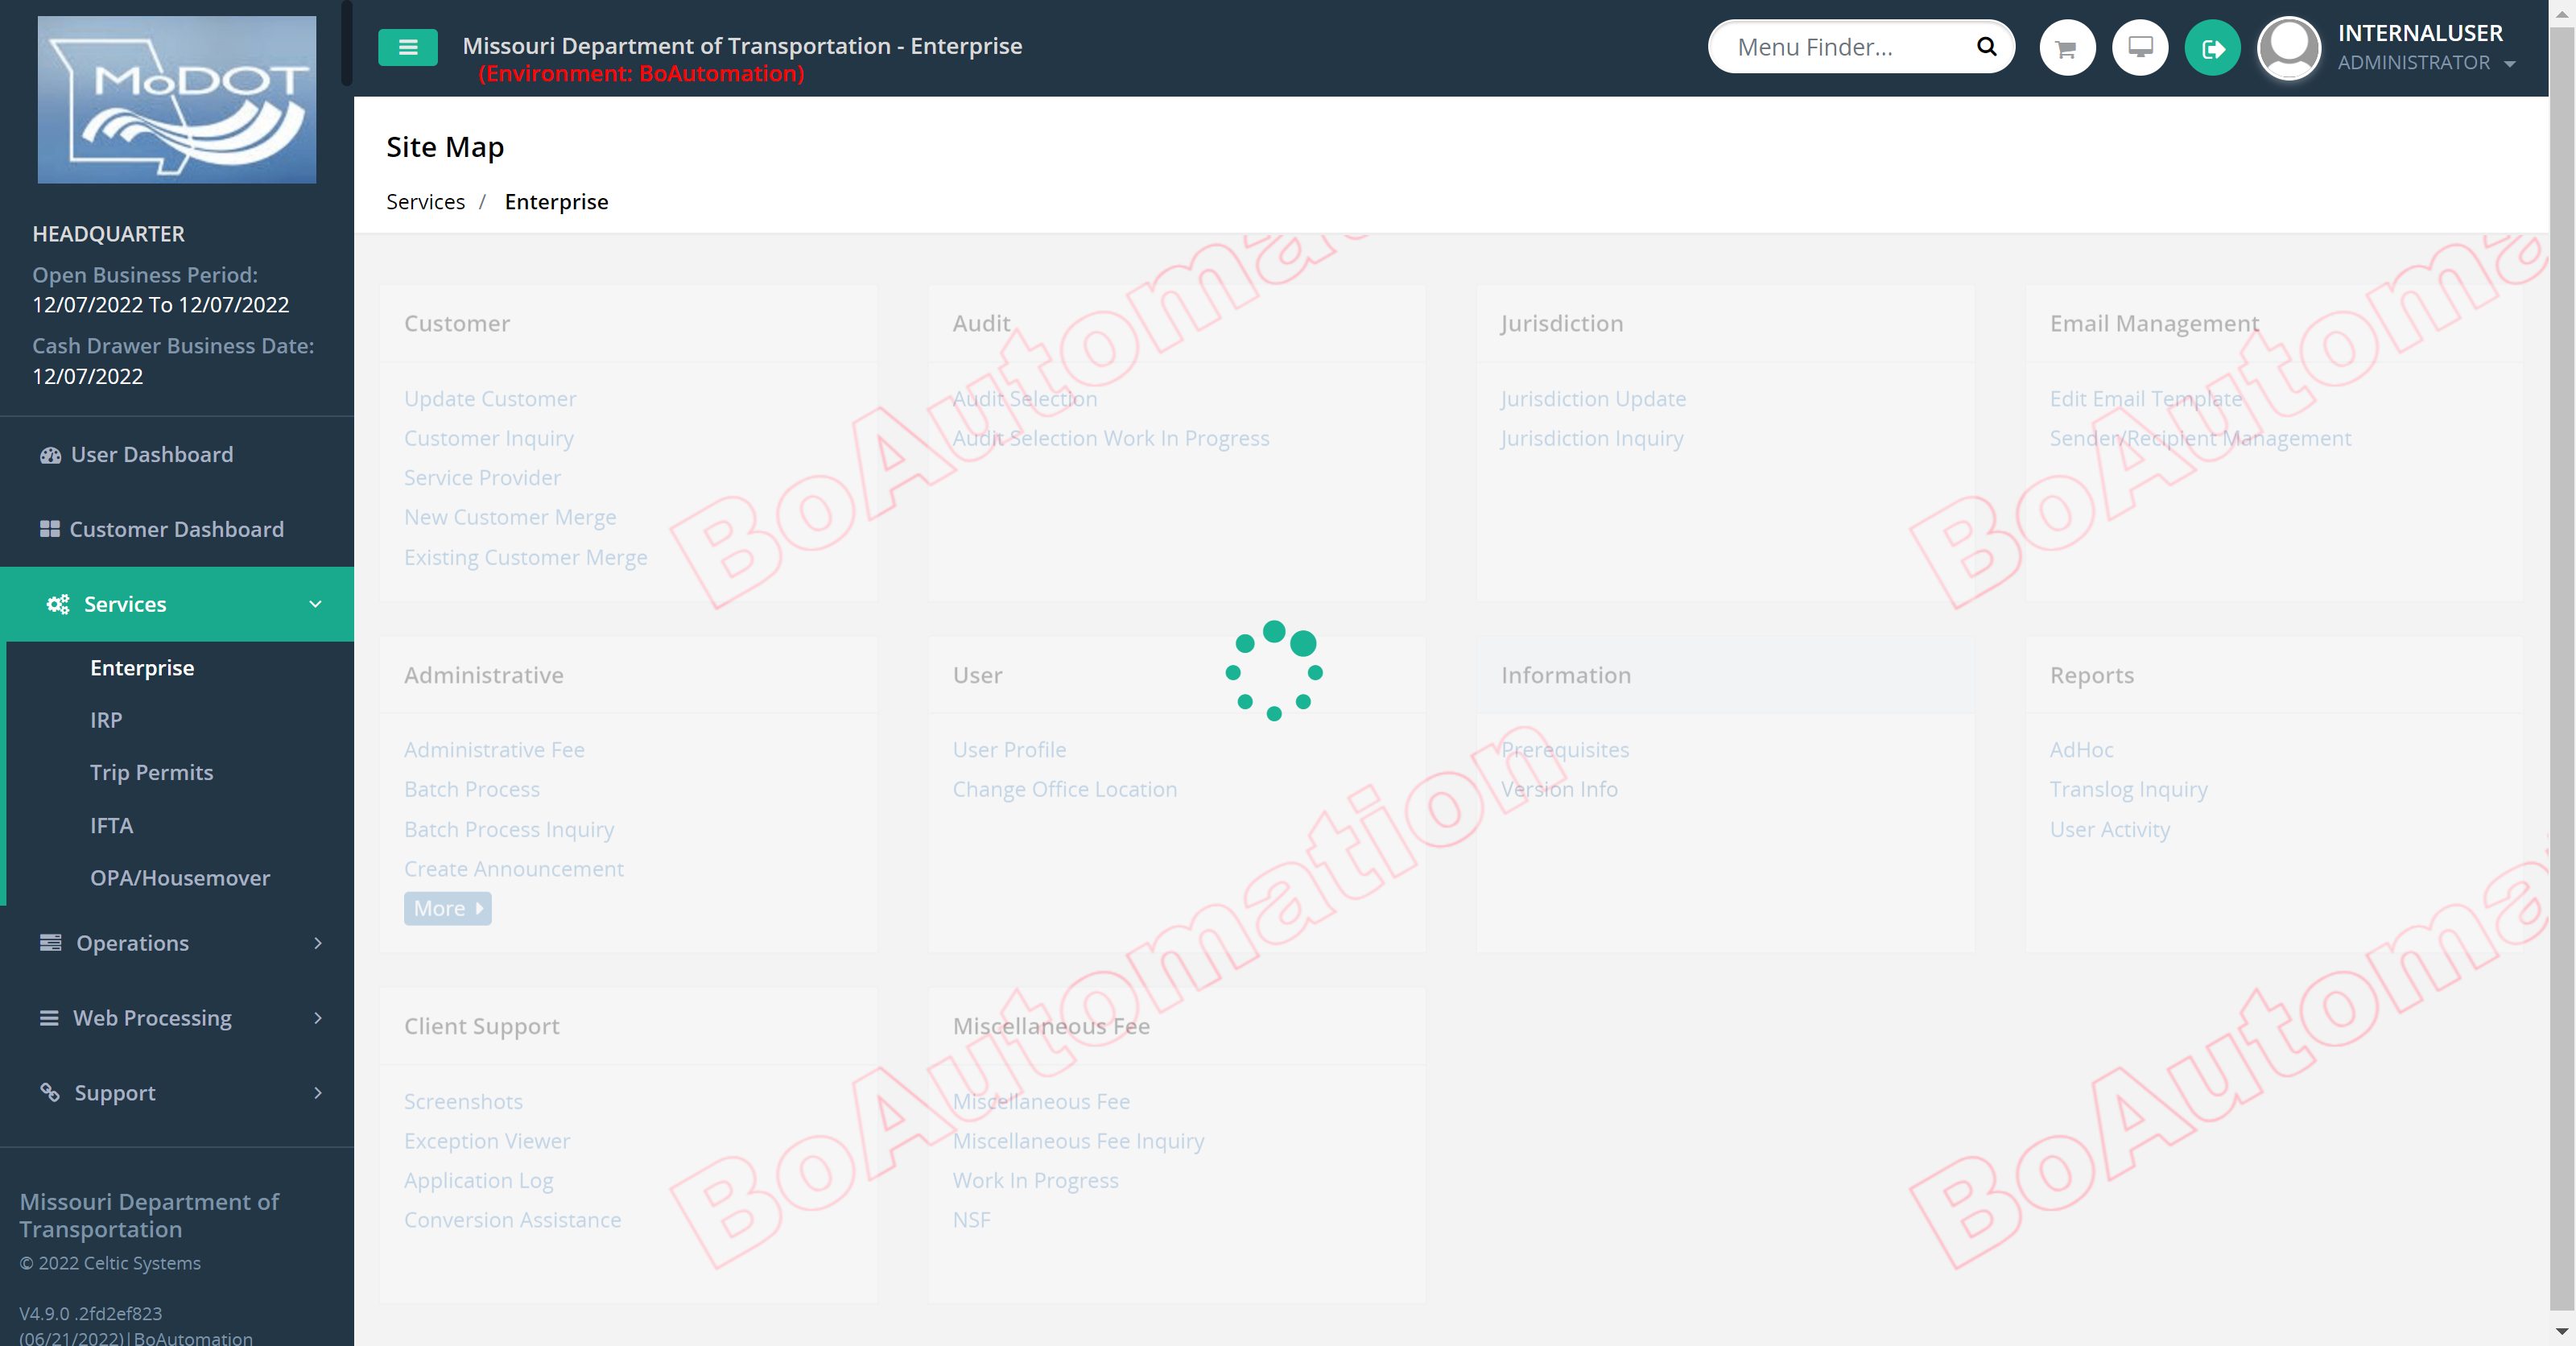 MoDOT
HEADQUARTER
Open Business Period:
12/07/2022 To 12/07/2022
Cash Drawer Business Date:
12/07/2022
User Dashboard
Customer Dashboard
Services
Enterprise
IRP
Trip Permits
IFTA
OPA/Housemover
Operations
Web Processing
Support
Missouri Department of
Transportation
© 2022 Celtic Systems
V4.9.0 .2fd2ef823
(06/21/2022)|BoAutomation
Missouri Department of Transportation - Enterprise
(Environment: BoAutomation)
Menu Finder...
INTERNALUSER
ADMINISTRATOR
Site Map
Services / Enterprise
Customer
Update Customer
Customer Inquiry
Service Provider
New Customer Merge
Existing Customer Merge
Audit
Audit Selection
Audit Selection Work In Progress
Jurisdiction
Jurisdiction Update
Jurisdiction Inquiry
Email Management
Edit Email Template
Sender/Recipient Management
Administrative
Administrative Fee
Batch Process
Batch Process Inquiry
Create Announcement
More
User
User Profile
Change Office Location
Information
Prerequisites
Version Info
Reports
AdHoc
Translog Inquiry
User Activity
Client Support
Screenshots
Exception Viewer
Application Log
Conversion Assistance
Miscellaneous Fee
Miscellaneous Fee
Miscellaneous Fee Inquiry
Work In Progress
NSF
BoAutomat
BoAutoma
BoAutomation
BoAutoma